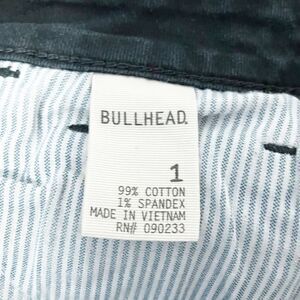 BULLHEAD.
1
99% COTTON
1% SPANDEX
MADE IN VIETNAM
RN# 090233